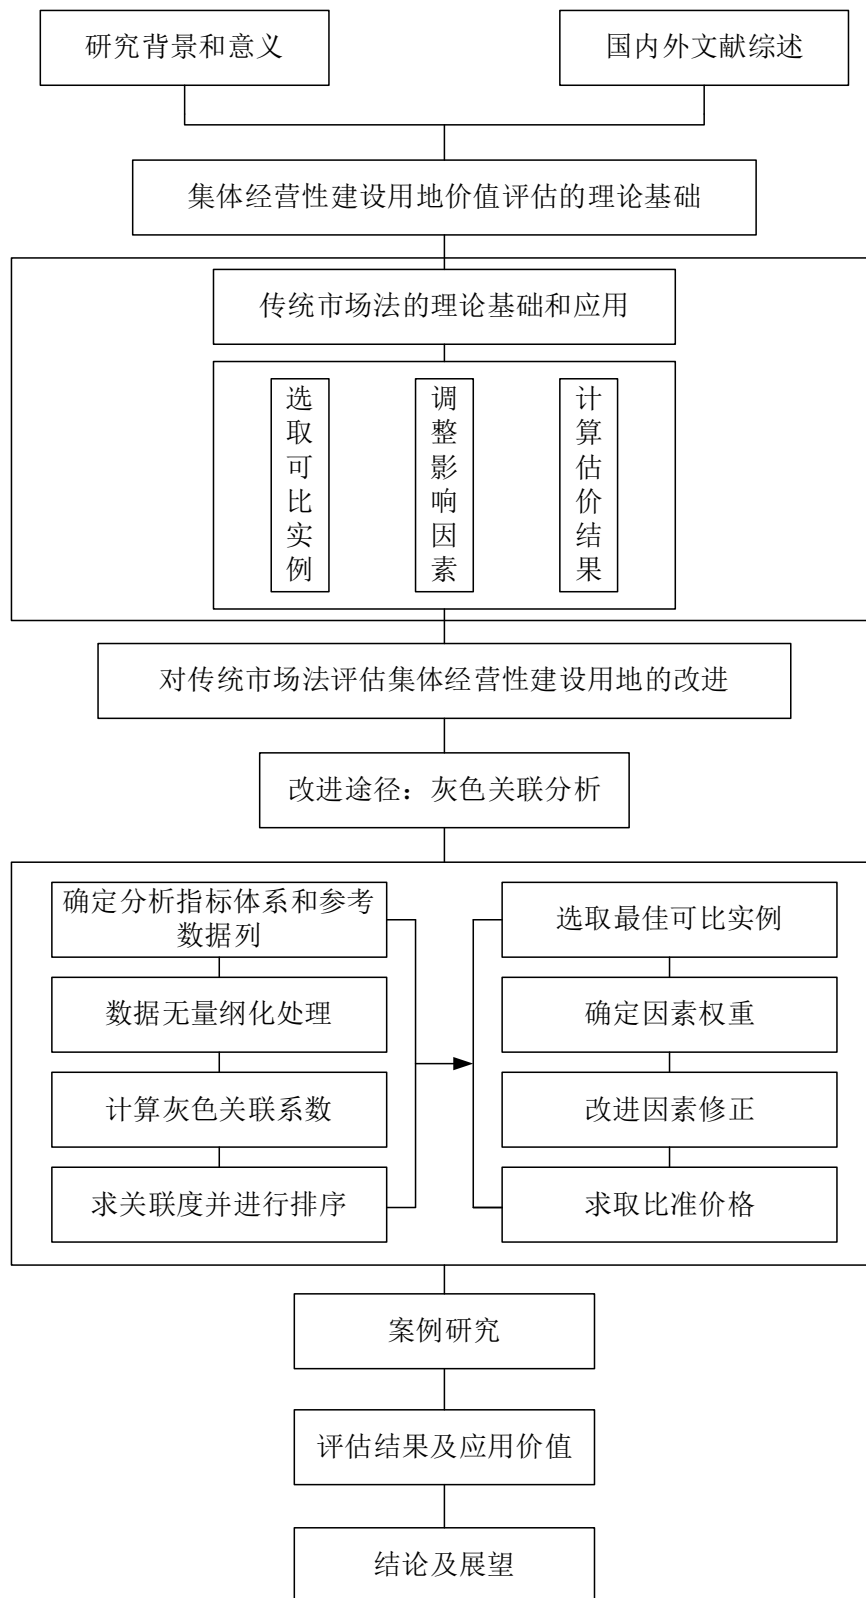 研究背景和意义
国内外文献综述
集体经营性建设用地价值评估的理论基础
传统市场法的理论基础和应用
选取可比实例
调整影响因素
计算估价结果
对传统市场法评估集体经营性建设用地的改进
改进途径：灰色关联分析
确定分析指标体系和参考
数据列
数据无量纲化处理
计算灰色关联系数
求关联度并进行排序
选取最佳可比实例
确定因素权重
改进因素修正
求取比准价格
案例研究
评估结果及应用价值
结论及展望